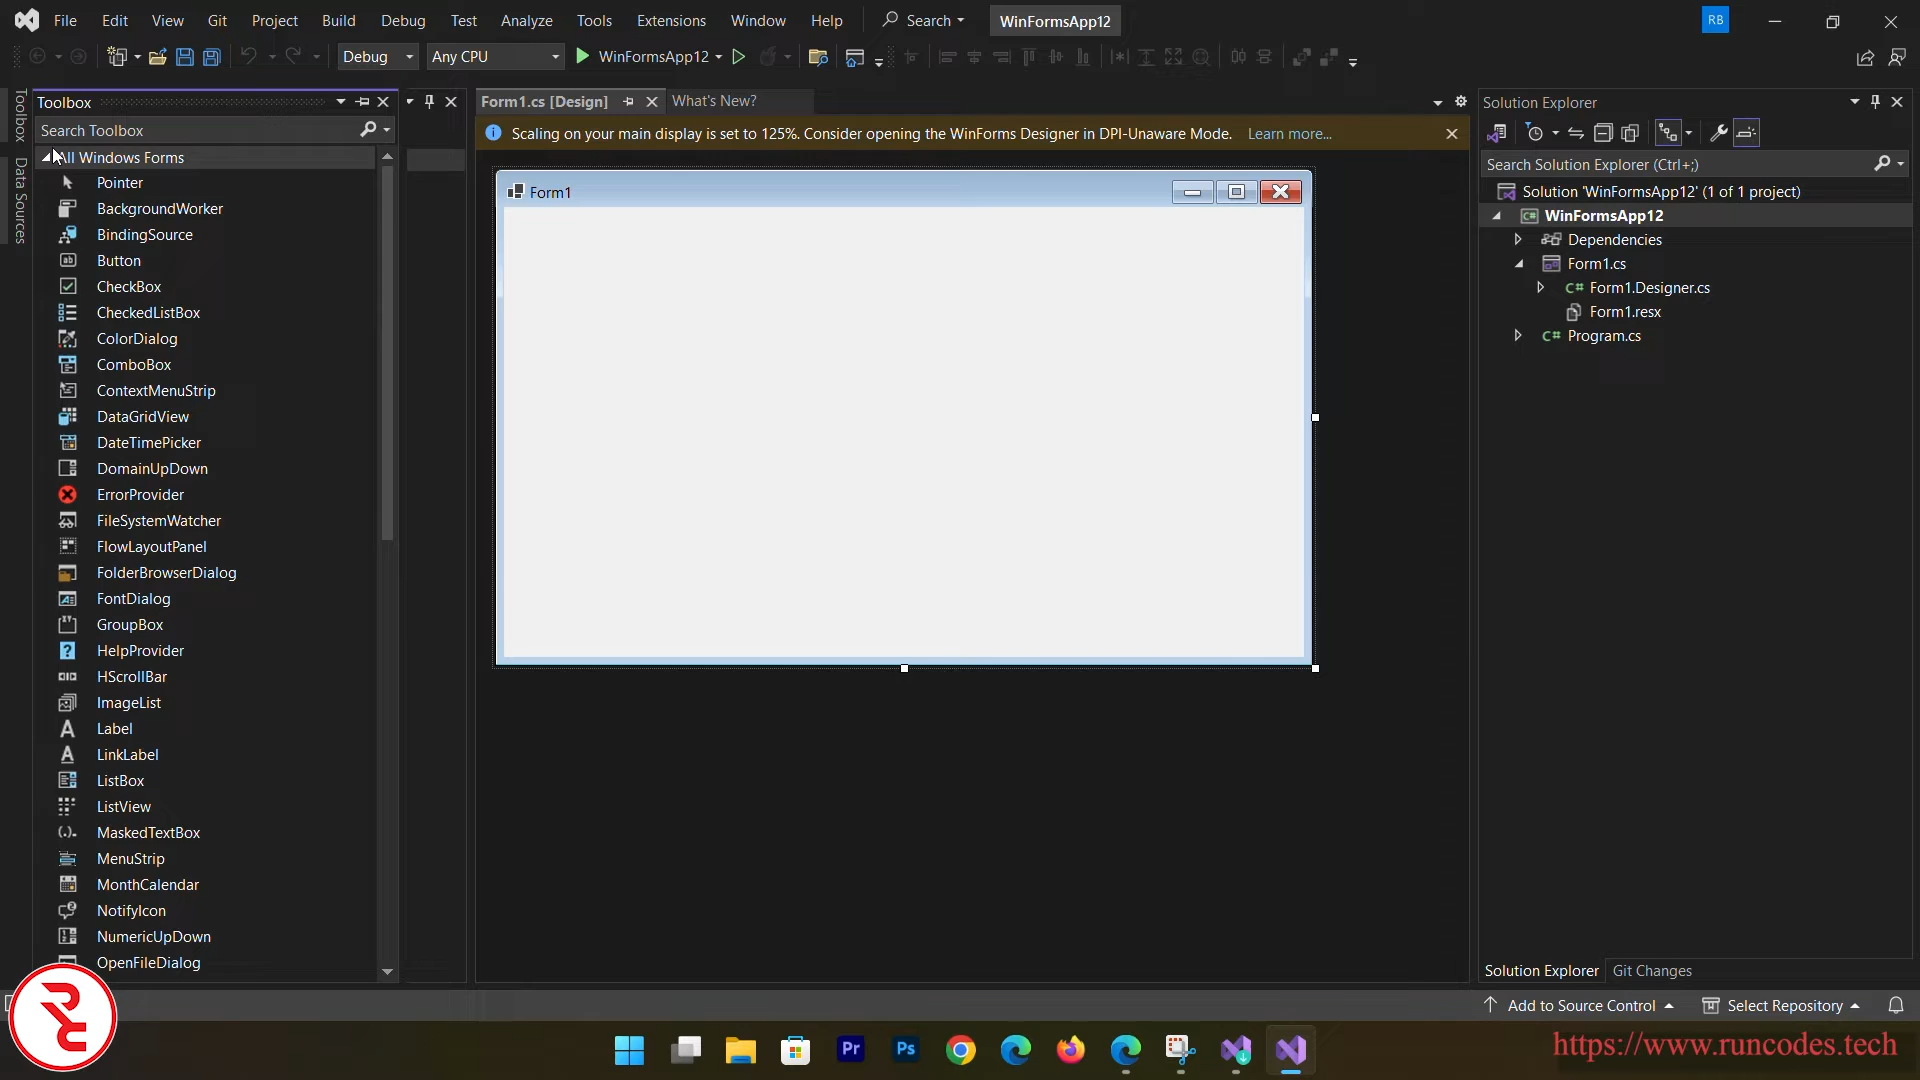 File Edit View Git Project Build Debug Test Analyze Tools Extensions Window Help Search WinFormsApp12 RB
Debug Any CPU WinFormsApp12
Toolbox
Data Sources
Toolbox
Search Toolbox
All Windows Forms
Pointer
BackgroundWorker
BindingSource
Button
CheckBox
CheckedListBox
ColorDialog
ComboBox
ContextMenuStrip
DataGridView
DateTimePicker
DomainUpDown
ErrorProvider
FileSystemWatcher
FlowLayoutPanel
FolderBrowserDialog
FontDialog
GroupBox
HelpProvider
HScrollBar
ImageList
Label
LinkLabel
ListBox
ListView
MaskedTextBox
MenuStrip
MonthCalendar
NotifyIcon
NumericUpDown
OpenFileDialog
Form1.cs [Design] What's New?
Scaling on your main display is set to 125%. Consider opening the WinForms Designer in DPI-Unaware Mode. Learn more...
Form1
Solution Explorer
Search Solution Explorer (Ctrl+;)
Solution 'WinFormsApp12' (1 of 1 project)
C# WinFormsApp12
Dependencies
Form1.cs
C# Form1.Designer.cs
Form1.resx
C# Program.cs
Solution Explorer Git Changes
Add to Source Control Select Repository
Pr Ps
https://www.runcodes.tech